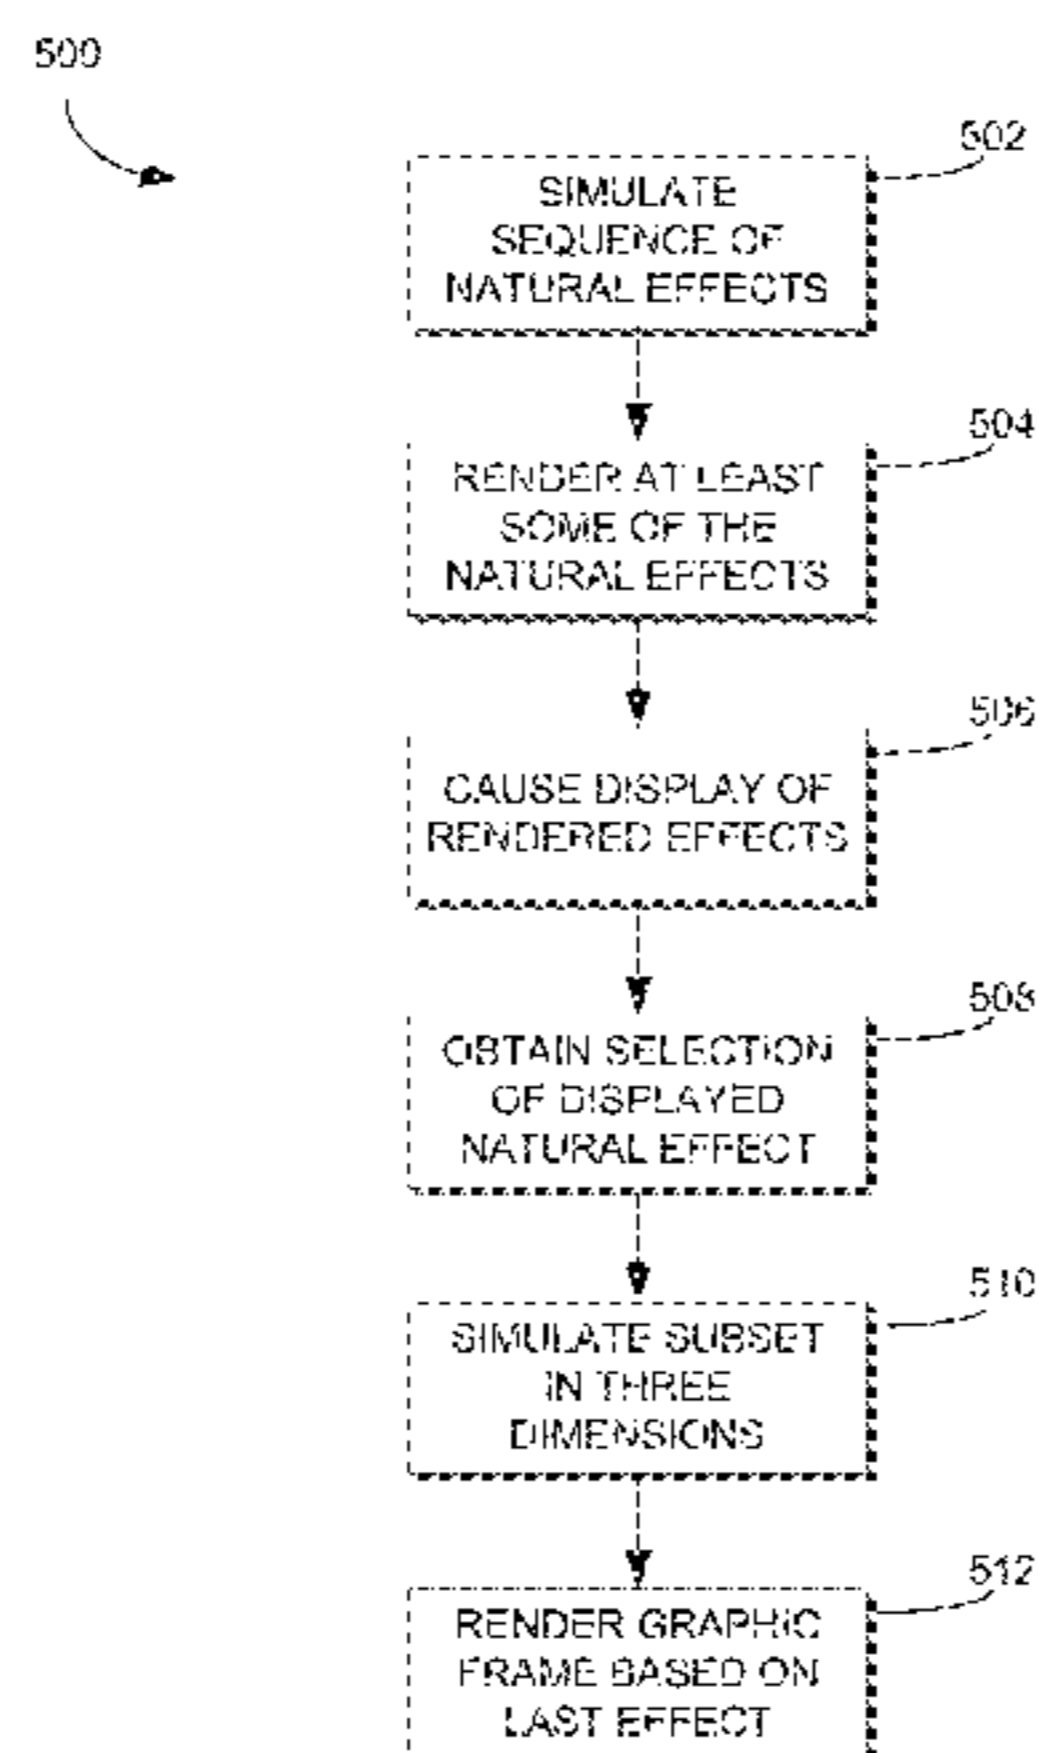 500
502
SIMULATE
SEQUENCE OF
NATURAL EFFECTS
504
RENDER AT LEAST
SOME OF THE
NATURAL EFFECTS
506
CAUSE DISPLAY OF
RENDERED EFFECTS
508
OBTAIN SELECTION
OF DISPLAYED
NATURAL EFFECT
510
SIMULATE SUBSET
IN THREE
DIMENSIONS
512
RENDER GRAPHIC
FRAME BASED ON
LAST EFFECT